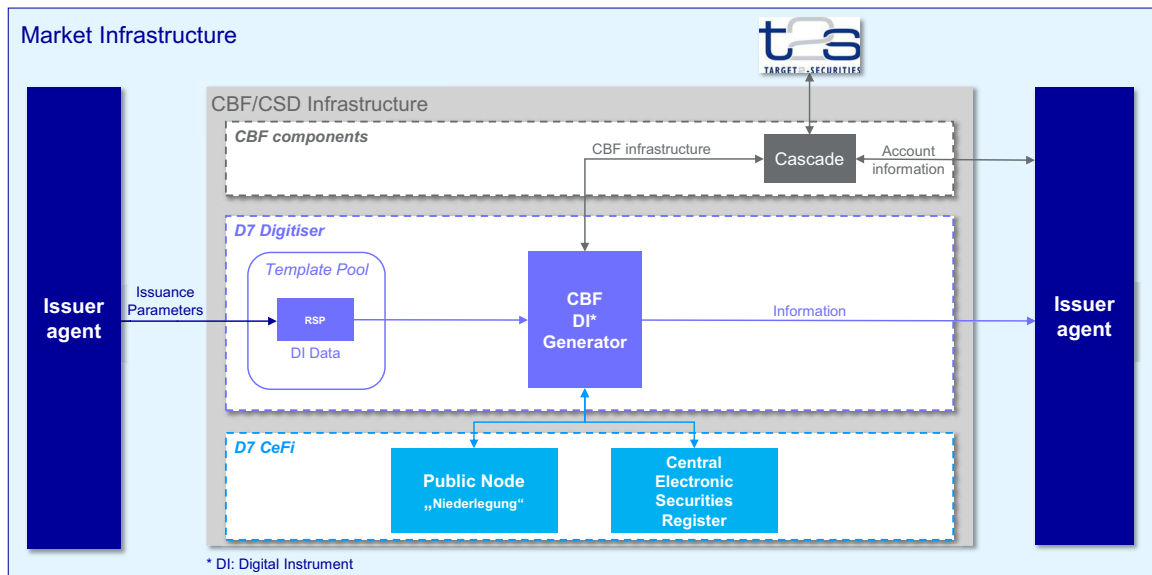 Market Infrastructure
t2s
TARGET2-SECURITIES
CBF/CSD Infrastructure
CBF components
CBF infrastructure
Cascade
Account
information
D7 Digitiser
Template Pool
Issuer
agent
Issuance
Parameters
RSP
DI Data
CBF
DI*
Generator
Information
Issuer
agent
D7 CeFi
Public Node
„Niederlegung“
Central
Electronic
Securities
Register
* DI: Digital Instrument